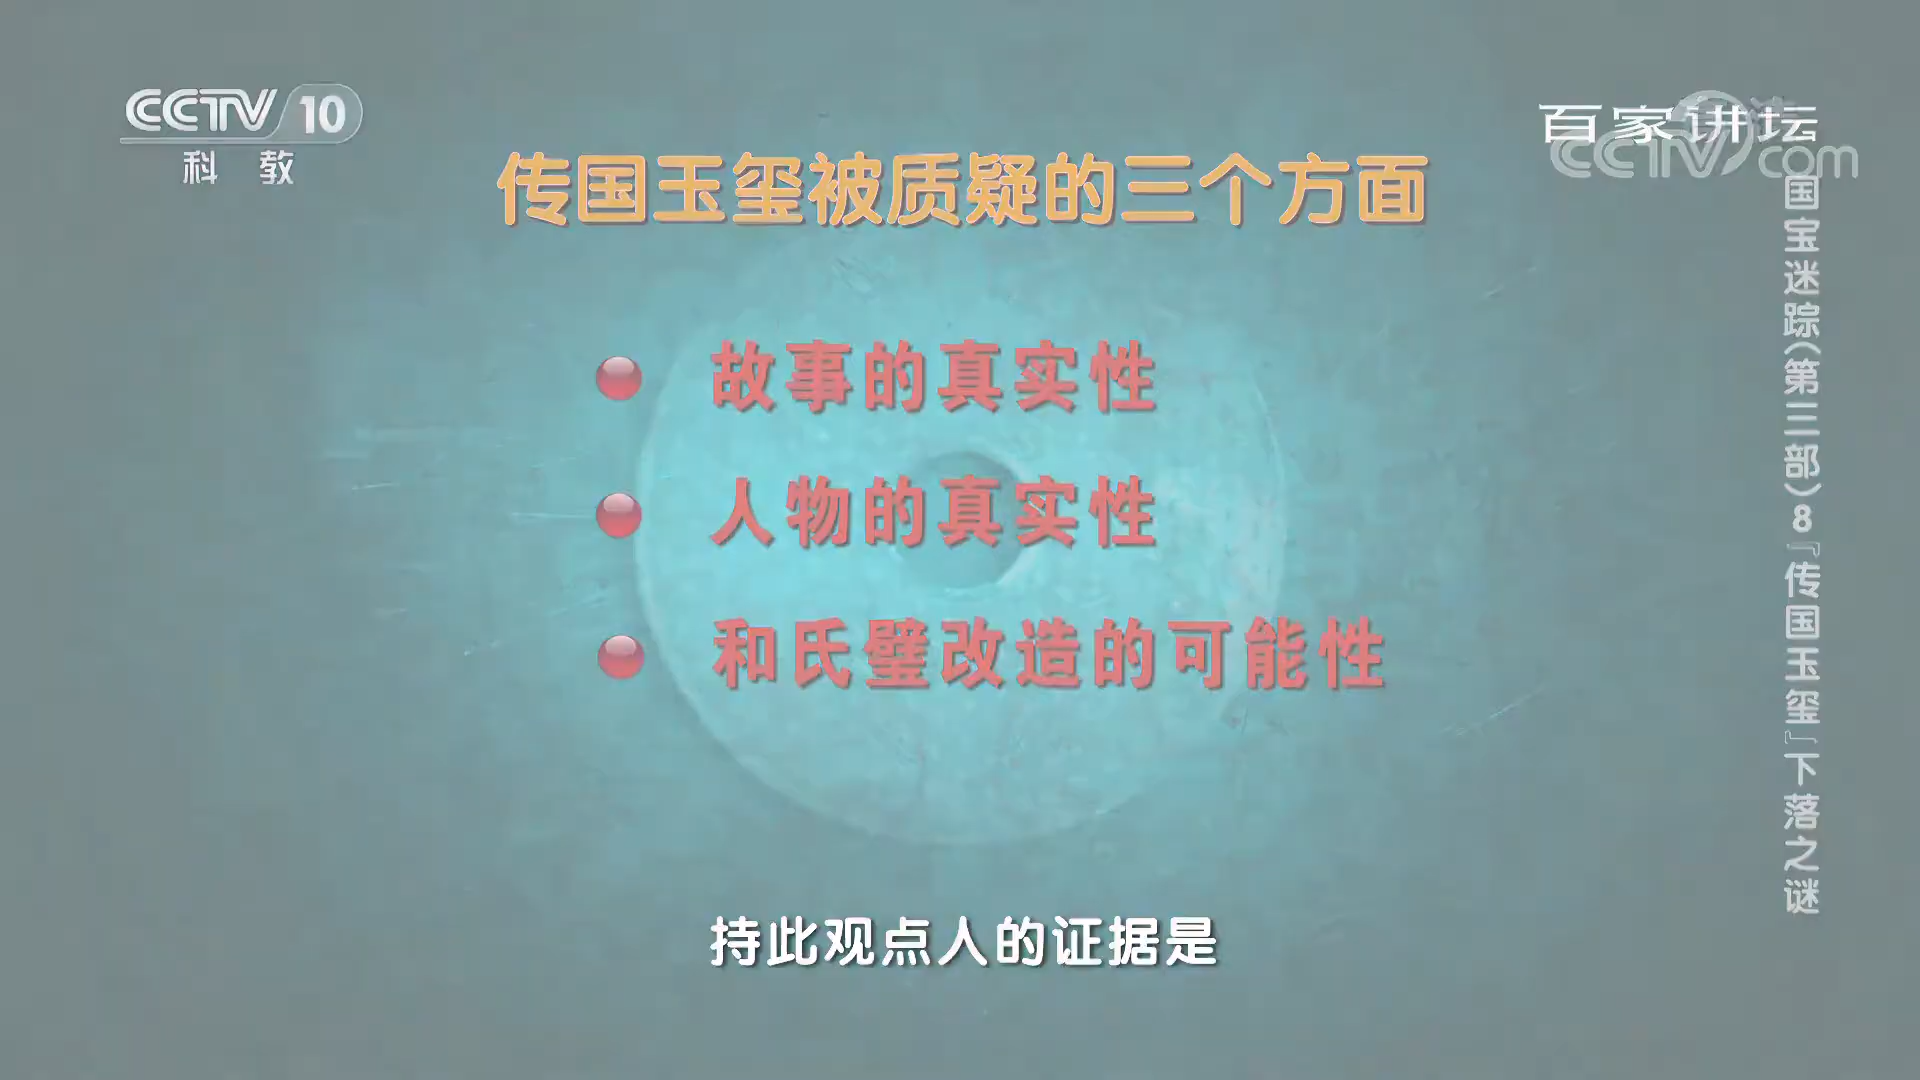 CCTV 10
科教
百家讲坛
CCTV.com
传国玉玺被质疑的三个方面
故事的真实性
人物的真实性
和氏璧改造的可能性
国宝迷踪(第三部)8『传国玉玺』下落之谜
持此观点人的证据是